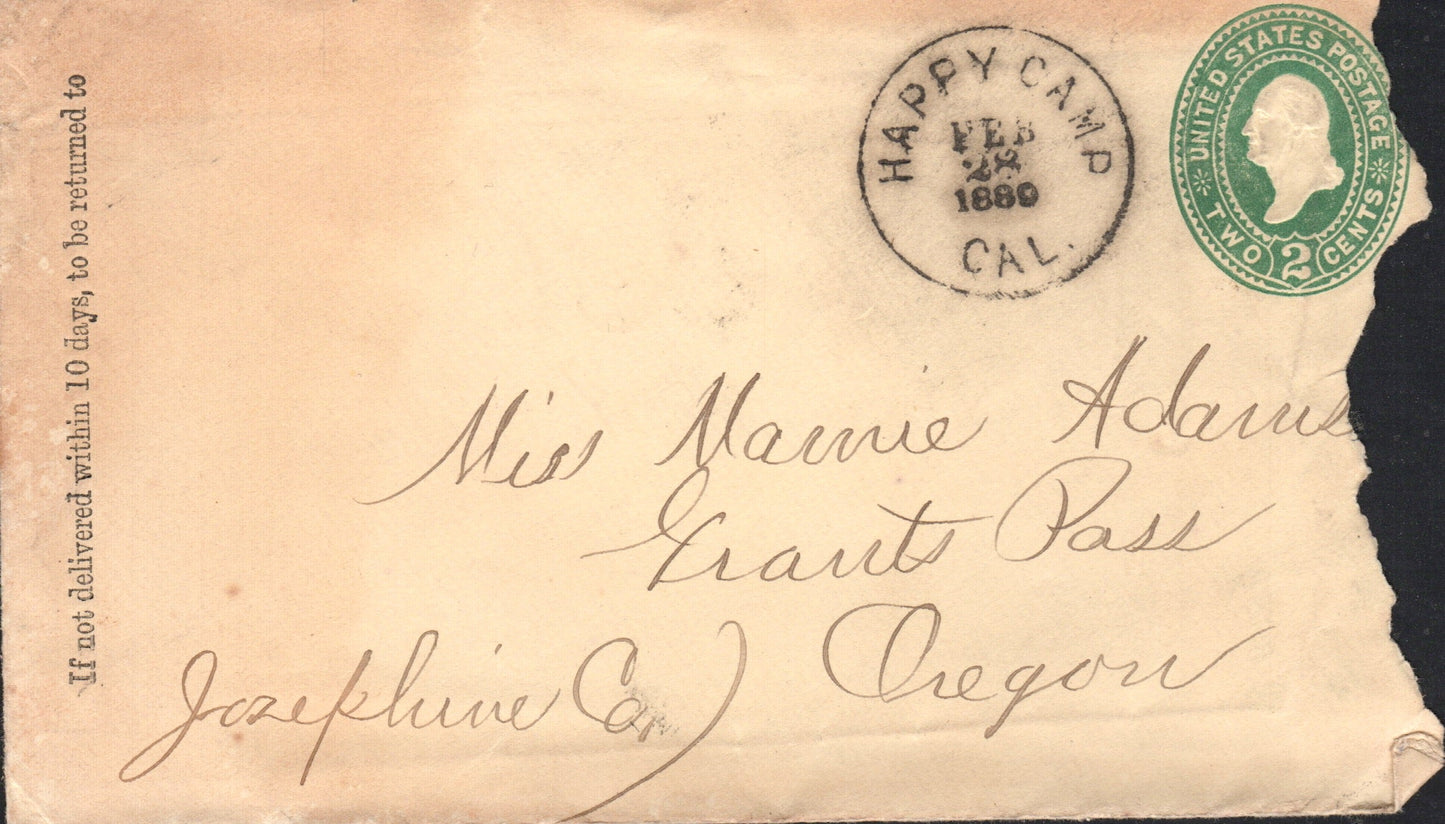 If not delivered within 10 days, to be returned to
HAPPY CAMP
FEB
1889
CAL.
UNITED STATES POSTAGE
TWO 2 CENTS
Miss Mamie Adams
Grants Pass
Josephine Co) Oregon